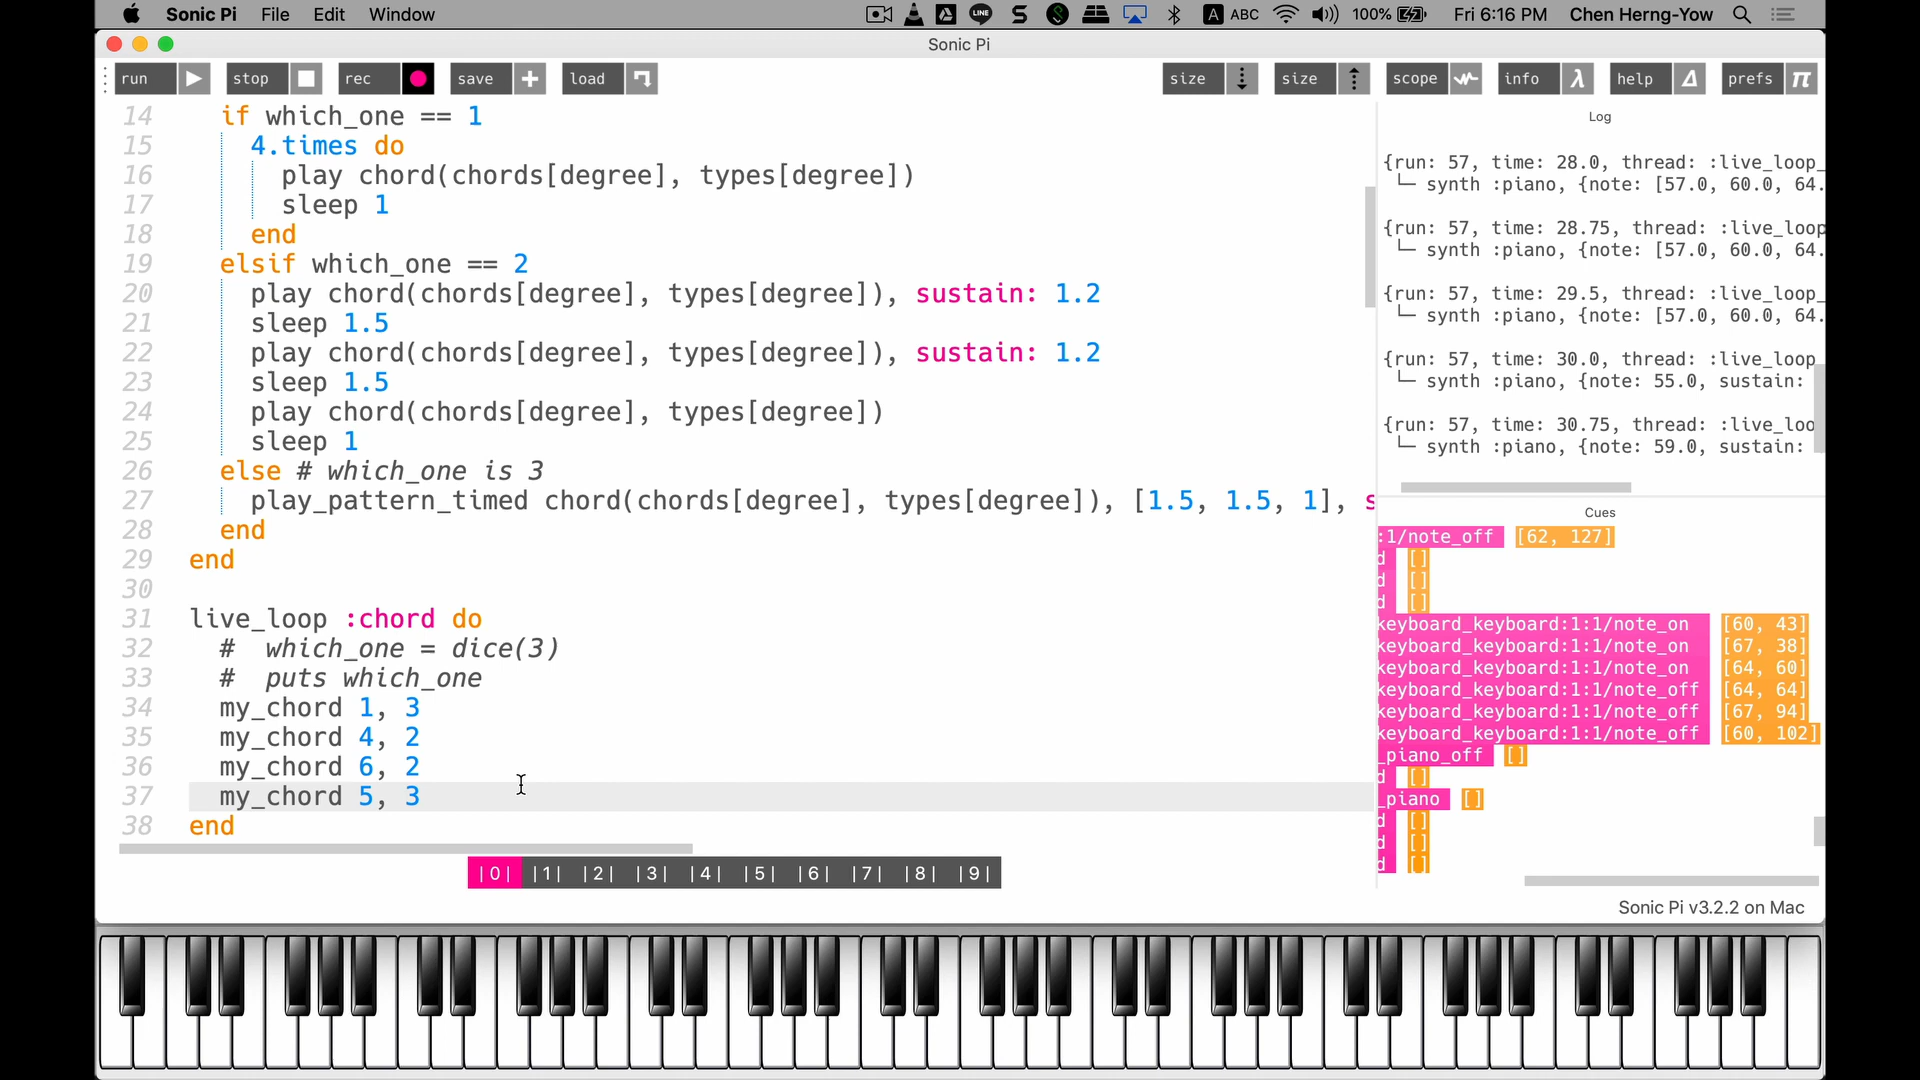 Sonic Pi File Edit Window LINE A ABC 100% Fri 6:16 PM Chen Herng-Yow
Sonic Pi
run stop rec save load size size scope info help prefs
14 if which_one == 1
15 4.times do
16 play chord(chords[degree], types[degree])
17 sleep 1
18 end
19 elsif which_one == 2
20 play chord(chords[degree], types[degree]), sustain: 1.2
21 sleep 1.5
22 play chord(chords[degree], types[degree]), sustain: 1.2
23 sleep 1.5
24 play chord(chords[degree], types[degree])
25 sleep 1
26 else # which_one is 3
27 play_pattern_timed chord(chords[degree], types[degree]), [1.5, 1.5, 1], s
28 end
29 end
30
31 live_loop :chord do
32 # which_one = dice(3)
33 # puts which_one
34 my_chord 1, 3
35 my_chord 4, 2
36 my_chord 6, 2
37 my_chord 5, 3
38 end
|0| |1| |2| |3| |4| |5| |6| |7| |8| |9|
Log
{run: 57, time: 28.0, thread: :live_loop_
└─ synth :piano, {note: [57.0, 60.0, 64.
{run: 57, time: 28.75, thread: :live_loop
└─ synth :piano, {note: [57.0, 60.0, 64.
{run: 57, time: 29.5, thread: :live_loop_
└─ synth :piano, {note: [57.0, 60.0, 64.
{run: 57, time: 30.0, thread: :live_loop
└─ synth :piano, {note: 55.0, sustain:
{run: 57, time: 30.75, thread: :live_loo
└─ synth :piano, {note: 59.0, sustain:
Cues
:1/note_off [62, 127]
d []
d []
d []
keyboard_keyboard:1:1/note_on [60, 43]
keyboard_keyboard:1:1/note_on [67, 38]
keyboard_keyboard:1:1/note_on [64, 60]
keyboard_keyboard:1:1/note_off [64, 64]
keyboard_keyboard:1:1/note_off [67, 94]
keyboard_keyboard:1:1/note_off [60, 102]
_piano_off []
d []
_piano []
d []
d []
d []
Sonic Pi v3.2.2 on Mac